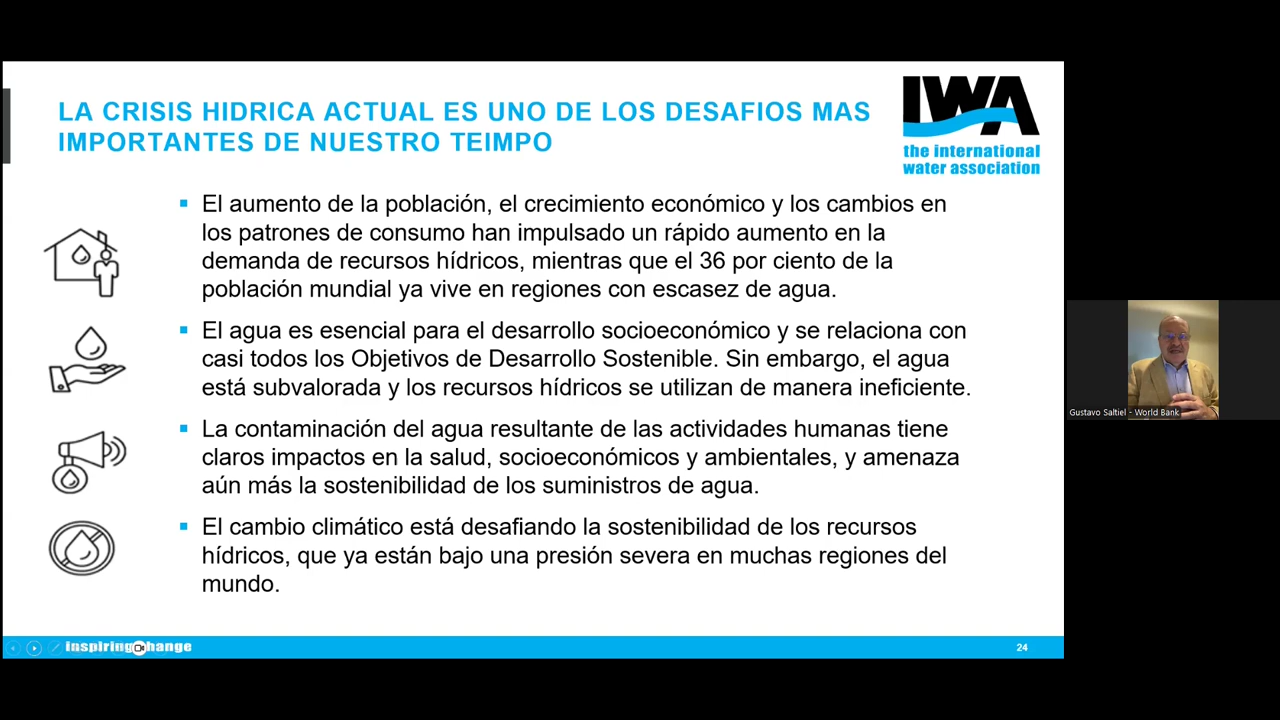 LA CRISIS HIDRICA ACTUAL ES UNO DE LOS DESAFIOS MAS
IMPORTANTES DE NUESTRO TEIMPO
IWA
the international
water association
▪ El aumento de la población, el crecimiento económico y los cambios en
los patrones de consumo han impulsado un rápido aumento en la
demanda de recursos hídricos, mientras que el 36 por ciento de la
población mundial ya vive en regiones con escasez de agua.
▪ El agua es esencial para el desarrollo socioeconómico y se relaciona con
casi todos los Objetivos de Desarrollo Sostenible. Sin embargo, el agua
está subvalorada y los recursos hídricos se utilizan de manera ineficiente.
▪ La contaminación del agua resultante de las actividades humanas tiene
claros impactos en la salud, socioeconómicos y ambientales, y amenaza
aún más la sostenibilidad de los suministros de agua.
▪ El cambio climático está desafiando la sostenibilidad de los recursos
hídricos, que ya están bajo una presión severa en muchas regiones del
mundo.
Gustavo Saltiel - World Bank
inspiring hange
24